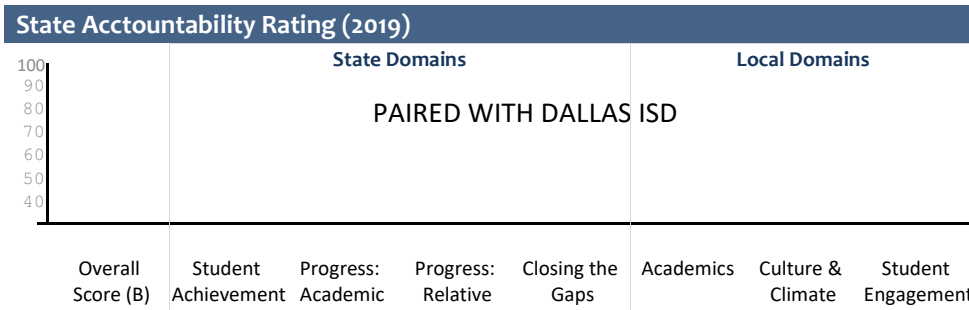 State Acctountability Rating (2019)
State Domains
Local Domains
100
90
80
70
60
50
40
PAIRED WITH DALLAS ISD
Overall
Score (B)
Student
Achievement
Progress:
Academic
Progress:
Relative
Closing the
Gaps
Academics
Culture &
Climate
Student
Engagement